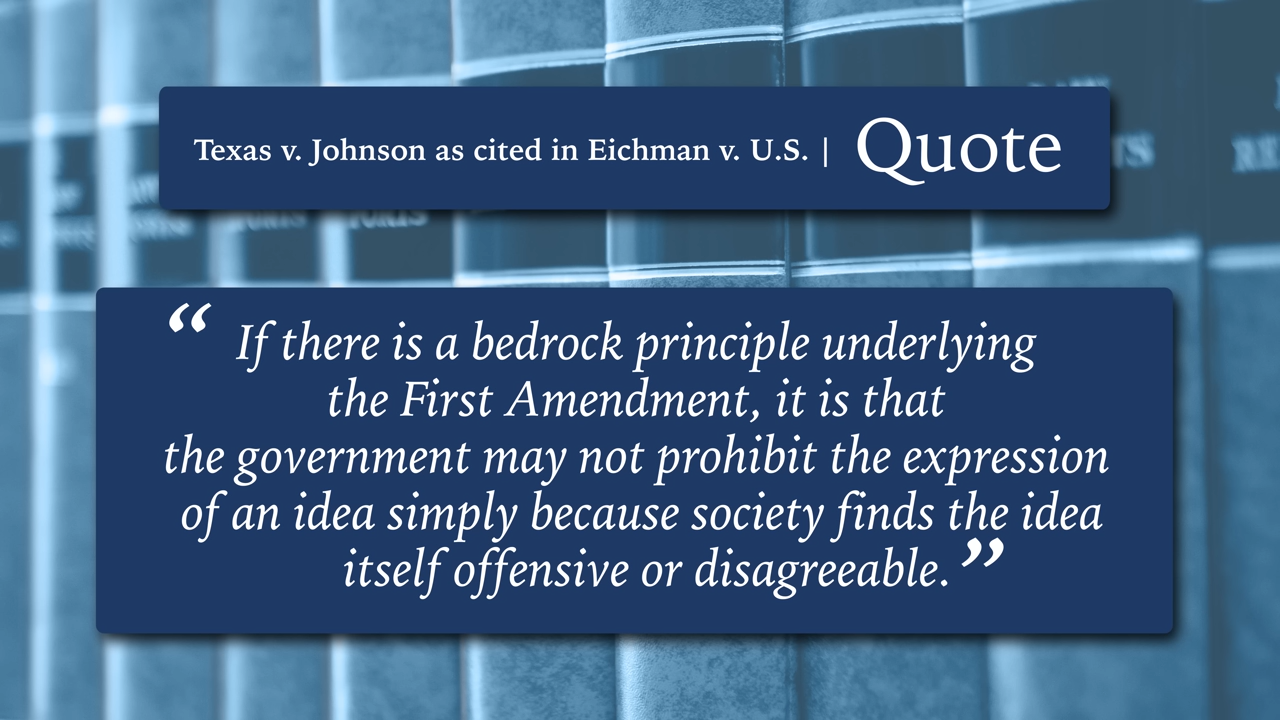 Texas v. Johnson as cited in Eichman v. U.S. | Quote
“ If there is a bedrock principle underlying
the First Amendment, it is that
the government may not prohibit the expression
of an idea simply because society finds the idea
itself offensive or disagreeable.”